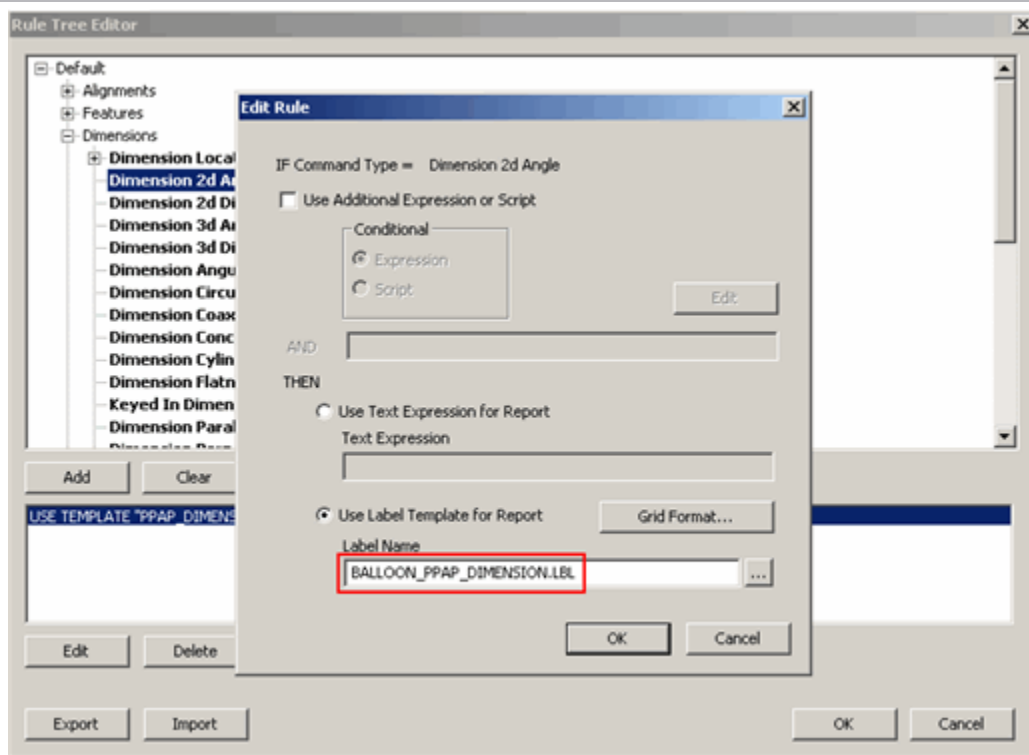 Rule Tree Editor
Default
Alignments
Features
Dimensions
Dimension Locat
Dimension 2d A
Dimension 2d Di
Dimension 3d A
Dimension 3d Di
Dimension Angu
Dimension Circu
Dimension Coax
Dimension Conc
Dimension Cylin
Dimension Flatn
Keyed In Dimen
Dimension Paral
Add
Clear
USE TEMPLATE "PPAP_DIMENS
Edit
Delete
Export
Import
OK
Cancel
Edit Rule
IF Command Type = Dimension 2d Angle
Use Additional Expression or Script
Conditional
Expression
Script
Edit
AND
THEN
Use Text Expression for Report
Text Expression
Use Label Template for Report
Grid Format...
Label Name
BALLOON_PPAP_DIMENSION.LBL
...
OK
Cancel